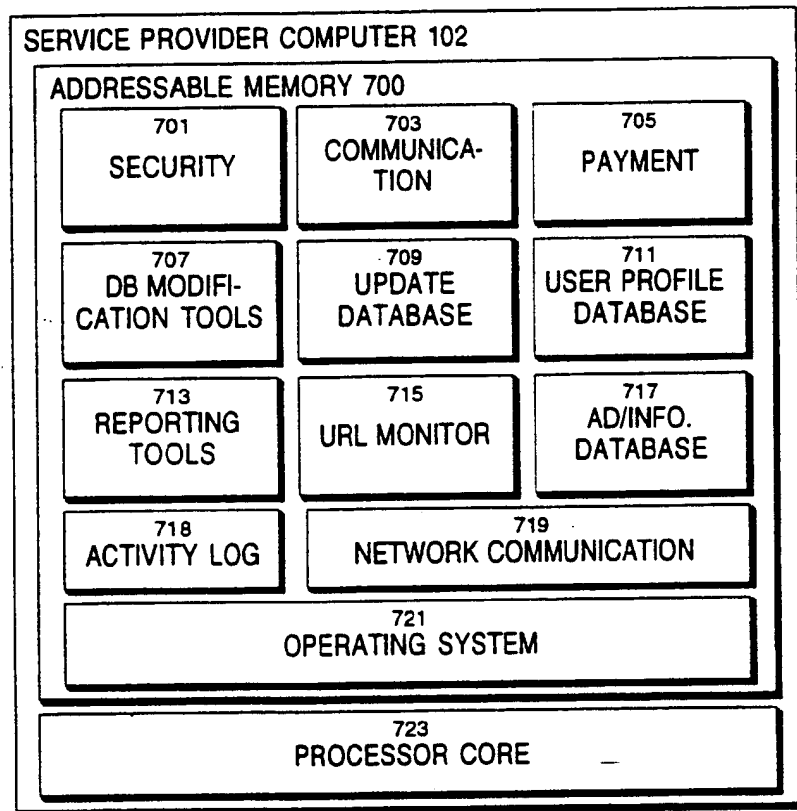 SERVICE PROVIDER COMPUTER 102
ADDRESSABLE MEMORY 700
701
SECURITY
703
COMMUNICA-
TION
705
PAYMENT
707
DB MODIFI-
CATION TOOLS
709
UPDATE
DATABASE
711
USER PROFILE
DATABASE
713
REPORTING
TOOLS
715
URL MONITOR
717
AD/INFO.
DATABASE
718
ACTIVITY LOG
719
NETWORK COMMUNICATION
721
OPERATING SYSTEM
723
PROCESSOR CORE